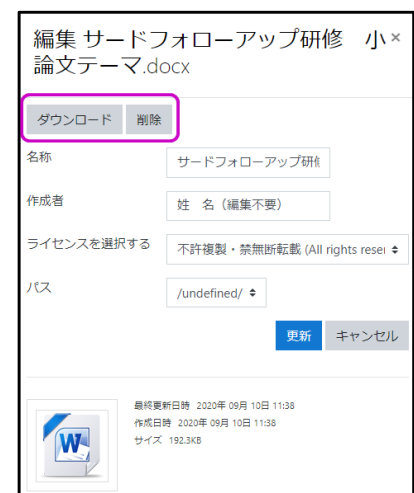 編集 サードフォローアップ研修　小×
論文テーマ.docx
ダウンロード 削除
名称 サードフォローアップ研修
作成者 姓　名（編集不要）
ライセンスを選択する 不許複製・禁無断転載 (All rights reser
パス /undefined/
更新 キャンセル
最終更新日時 2020年 09月 10日 11:38
作成日時 2020年 09月 10日 11:38
サイズ 192.3KB
W